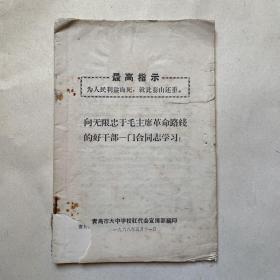 最高指示
为人民利益而死，就比泰山还重。
向无限忠于毛主席革命路线
的好干部—门合同志学习！
青岛市大中学校红代会宣传部编印
一九六八年五月十一日